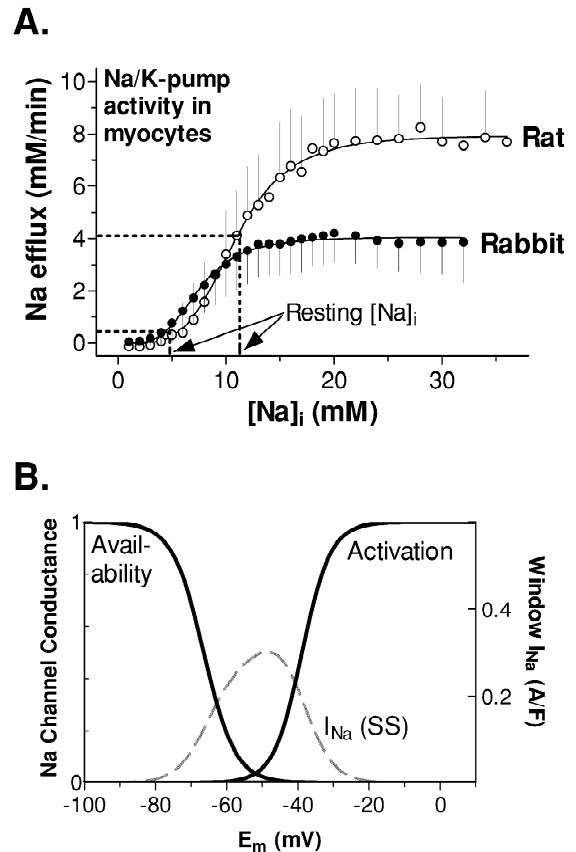 A.
Na/K-pump
activity in
myocytes
Na efflux (mM/min)
10
8
6
4
2
0
Rat
Rabbit
Resting [Na]i
0
10
20
30
[Na]i (mM)
B.
Na Channel Conductance
1
0
Avail-
ability
Activation
INa (SS)
Window INa (A/F)
0.4
0.2
-100
-80
-60
-40
-20
0
Em (mV)